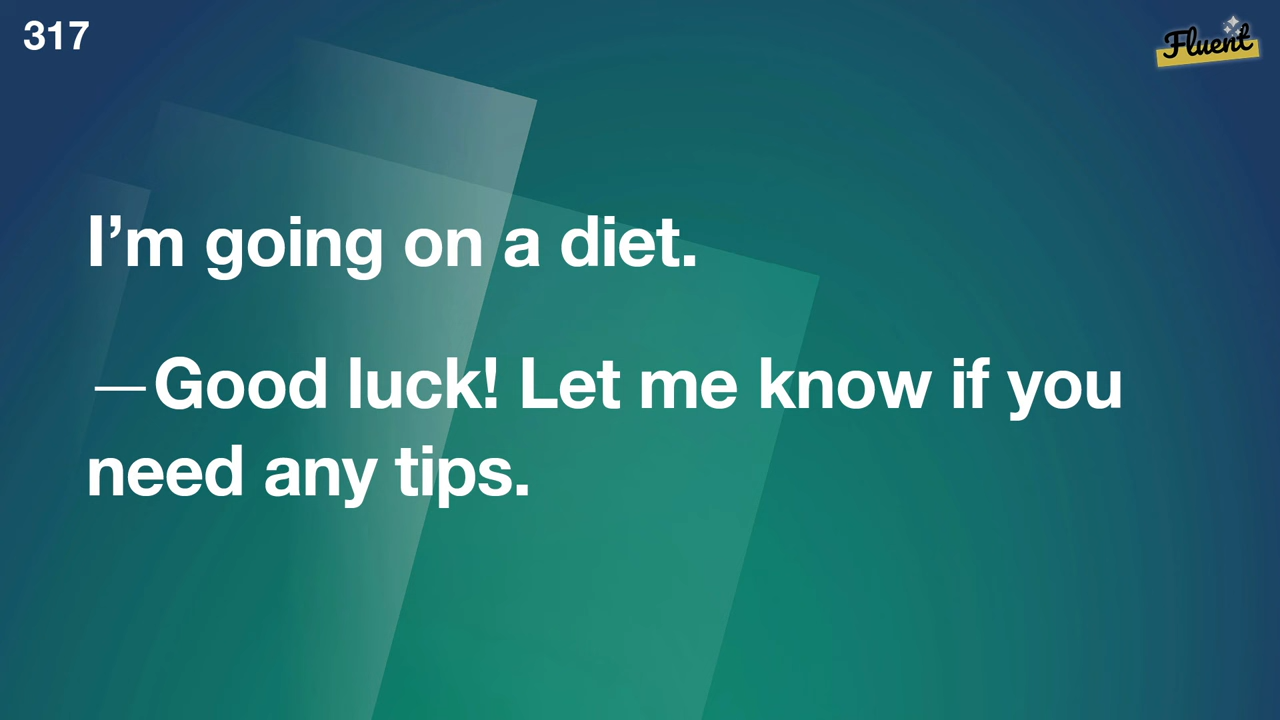 317
Fluent
I’m going on a diet.
—Good luck! Let me know if you
need any tips.